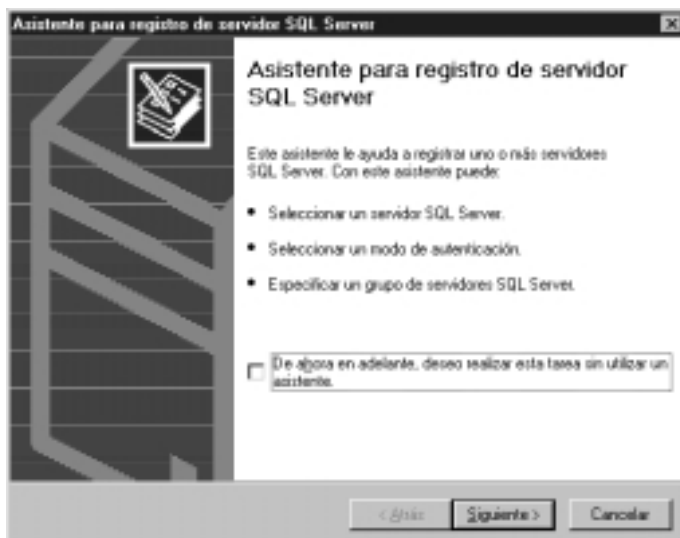 Asistente para registro de servidor SQL Server
Asistente para registro de servidor
SQL Server
Este asistente le ayuda a registrar uno o más servidores
SQL Server. Con este asistente puede:
• Seleccionar un servidor SQL Server.
• Seleccionar un modo de autenticación.
• Especificar un grupo de servidores SQL Server.
De ahora en adelante, deseo realizar esta tarea sin utilizar un
asistente.
< Atrás
Siguiente >
Cancelar